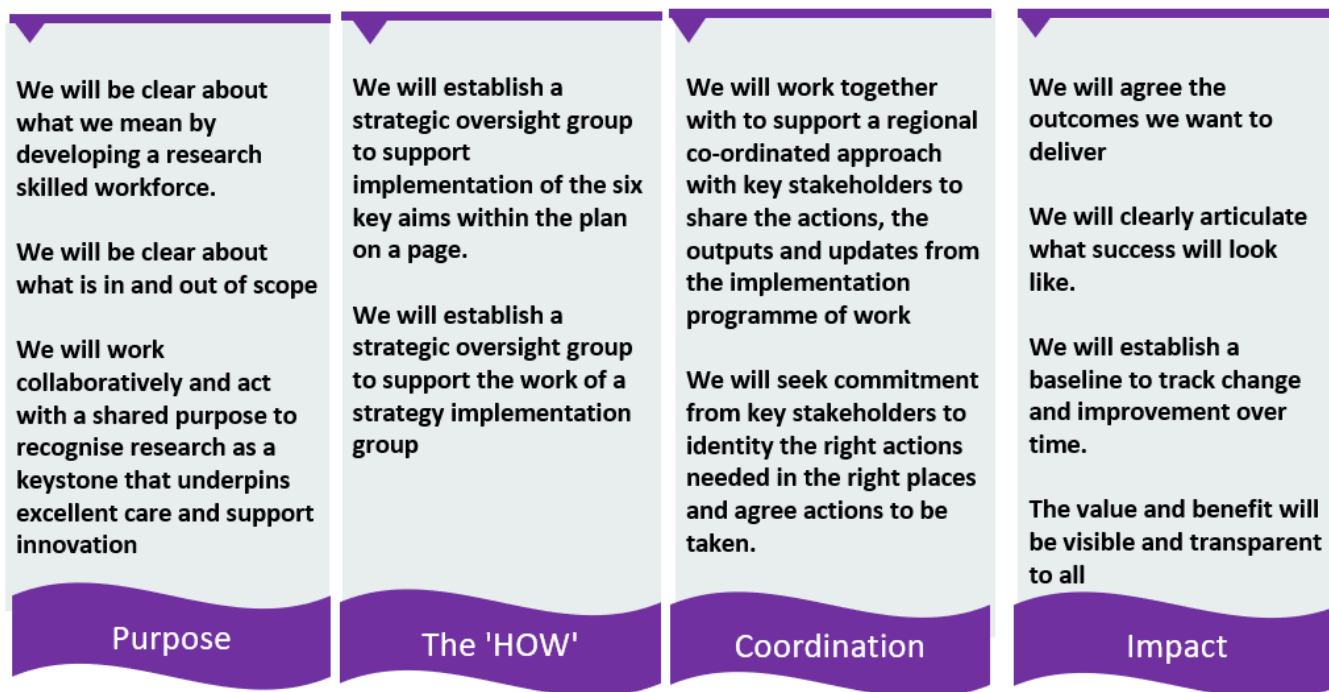 We will be clear about
what we mean by
developing a research
skilled workforce.
We will be clear about
what is in and out of scope
We will work
collaboratively and act
with a shared purpose to
recognise research as a
keystone that underpins
excellent care and support
innovation
Purpose
We will establish a
strategic oversight group
to support
implementation of the six
key aims within the plan
on a page.
We will establish a
strategic oversight group
to support the work of a
strategy implementation
group
The 'HOW'
We will work together
with to support a regional
co-ordinated approach
with key stakeholders to
share the actions, the
outputs and updates from
the implementation
programme of work
We will seek commitment
from key stakeholders to
identity the right actions
needed in the right places
and agree actions to be
taken.
Coordination
We will agree the
outcomes we want to
deliver
We will clearly articulate
what success will look
like.
We will establish a
baseline to track change
and improvement over
time.
The value and benefit will
be visible and transparent
to all
Impact